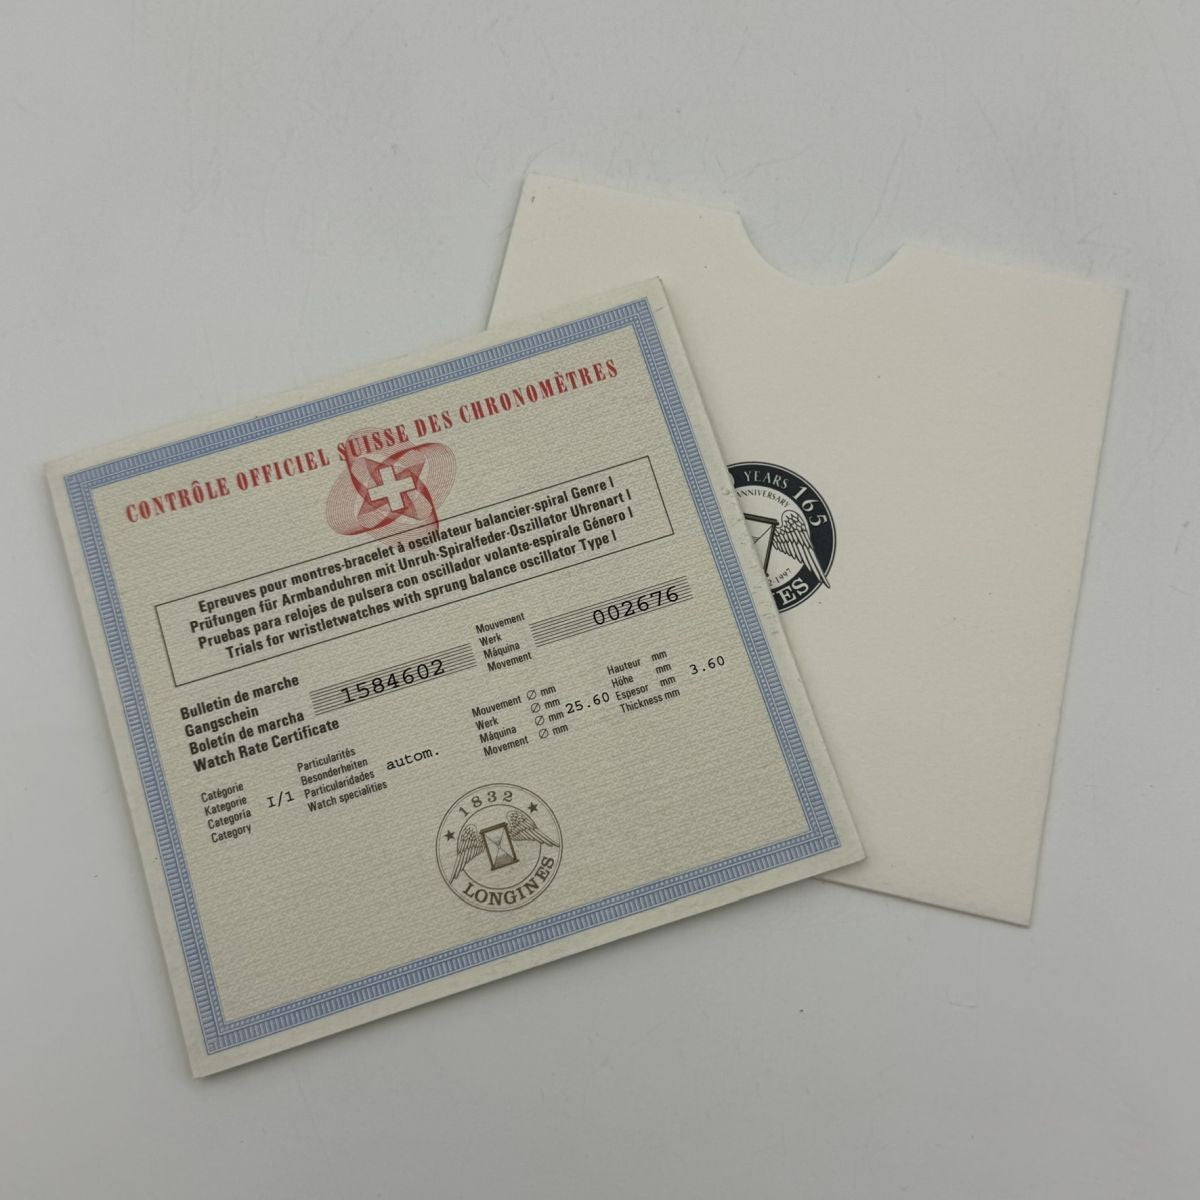 CONTRÔLE OFFICIEL SUISSE DES CHRONOMÈTRES
Epreuves pour montres-bracelet à oscillateur balancier-spiral Genre I
Prüfungen für Armbanduhren mit Unruh-Spiralfeder-Oszillator Uhrenart I
Pruebas para relojes de pulsera con oscillador volante-espirale Género I
Trials for wristletwatches with sprung balance oscillator Type I
Bulletin de marche
Gangschein
Boletin de marcha
Watch Rate Certificate
1584602
Mouvement
Werk
Máquina
Movement
002676
Catégorie
Kategorie
Categoría
Category
I/1
Particularités
Besonderheiten
Particularidades
Watch specialities
autom.
Mouvement ∅ mm
Werk ∅ mm
Máquina ∅ mm
Movement ∅ mm
25.60
Hauteur mm
Höhe mm
Espesor mm
Thickness mm
3.60
1832
LONGINES
YEARS 165
ANNIVERSARY
1997
ES